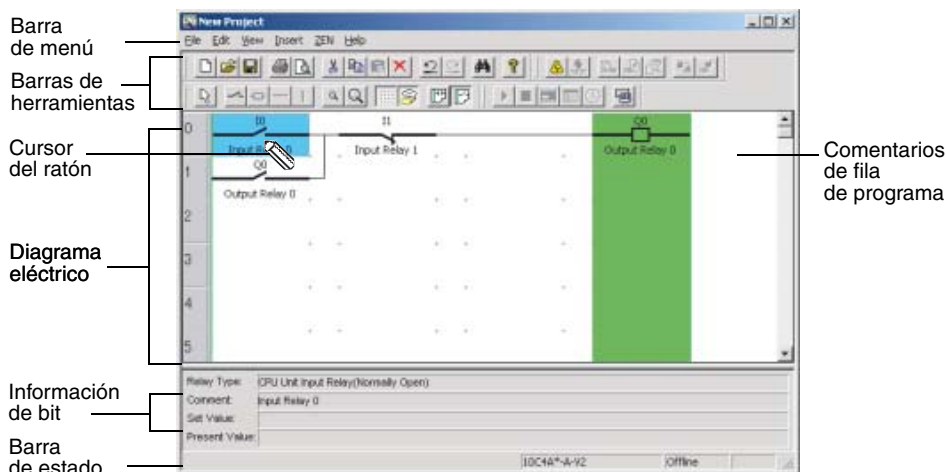 New Project
File Edit View Insert ZEN Help
Barra
de menú
Barras de
herramientas
Cursor
del ratón
Diagrama
eléctrico
Información
de bit
Barra
de estado
Comentarios
de fila
de programa
0
I0
I1
Q0
Input Relay 0
Input Relay 1
Output Relay 0
1
Q0
Output Relay 0
2
3
4
5
Relay Type: CPU Unit Input Relay(Normally Open)
Comment: Input Relay 0
Set Value:
Present Value:
10C4A*-A-V2
Offline